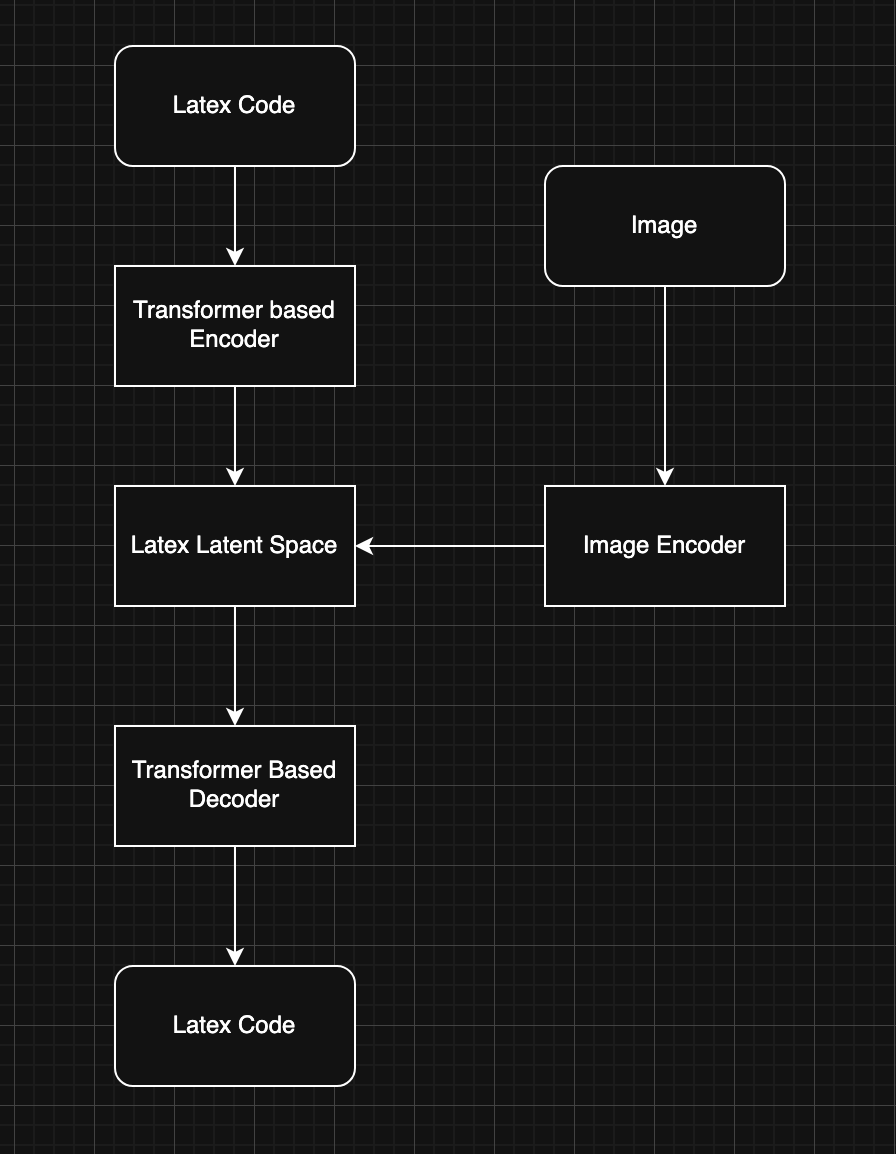 Latex Code
Image
Transformer based
Encoder
Latex Latent Space
Image Encoder
Transformer Based
Decoder
Latex Code